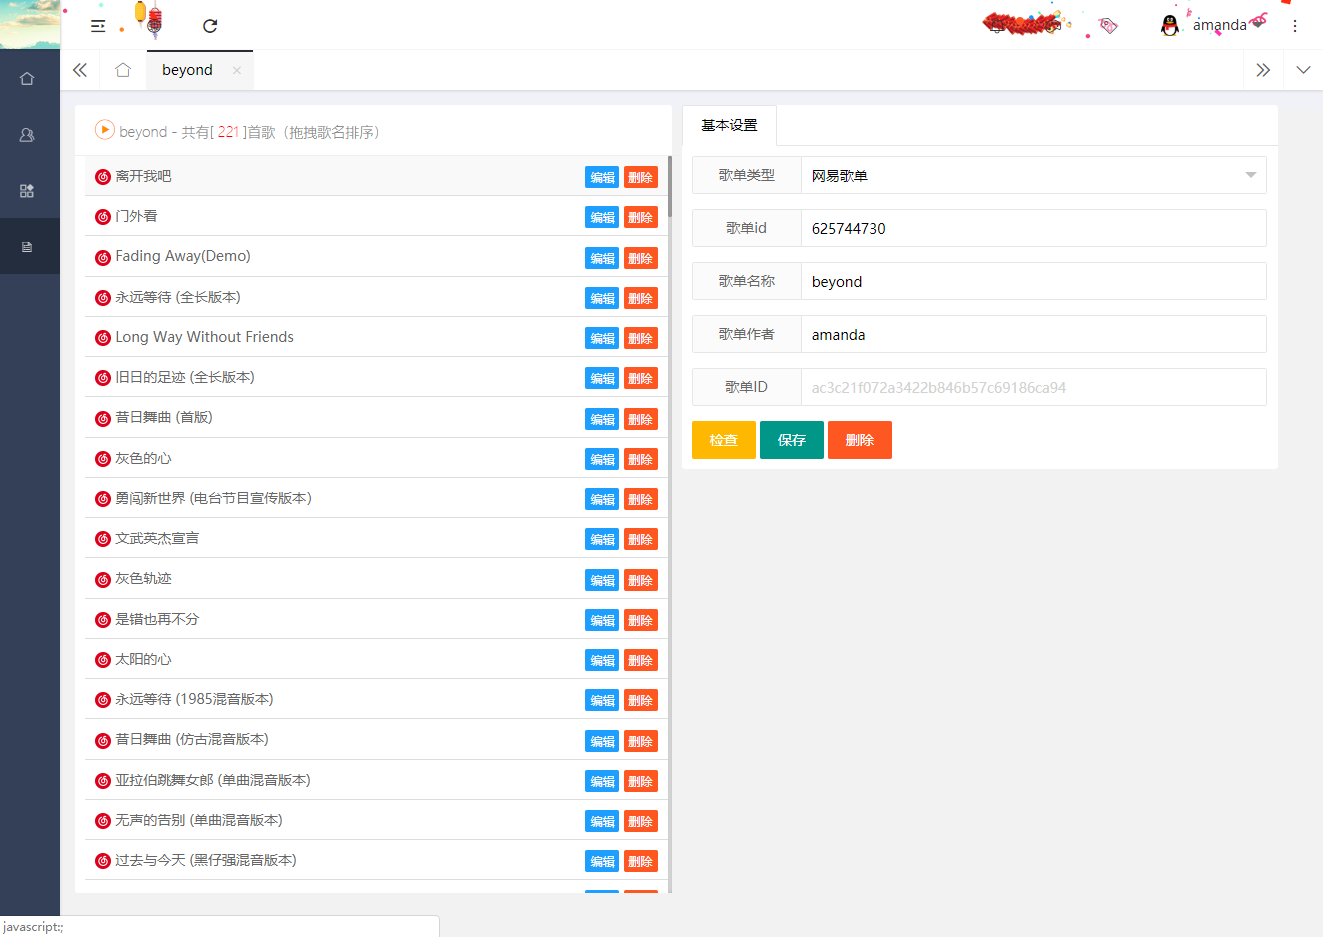 amanda
beyond
beyond - 共有[ 221 ]首歌（拖拽歌名排序）
离开我吧 编辑 删除
门外看 编辑 删除
Fading Away(Demo) 编辑 删除
永远等待 (全长版本) 编辑 删除
Long Way Without Friends 编辑 删除
旧日的足迹 (全长版本) 编辑 删除
昔日舞曲 (首版) 编辑 删除
灰色的心 编辑 删除
勇闯新世界 (电台节目宣传版本) 编辑 删除
文武英杰宣言 编辑 删除
灰色轨迹 编辑 删除
是错也再不分 编辑 删除
太阳的心 编辑 删除
永远等待 (1985混音版本) 编辑 删除
昔日舞曲 (仿古混音版本) 编辑 删除
亚拉伯跳舞女郎 (单曲混音版本) 编辑 删除
无声的告别 (单曲混音版本) 编辑 删除
过去与今天 (黑仔强混音版本) 编辑 删除
基本设置
歌单类型 网易歌单
歌单id 625744730
歌单名称 beyond
歌单作者 amanda
歌单ID ac3c21f072a3422b846b57c69186ca94
检查 保存 删除
javascript:;